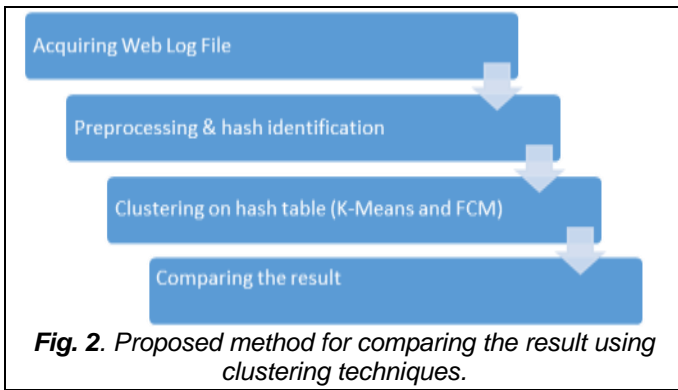 Acquiring Web Log File
Preprocessing & hash identification
Clustering on hash table (K-Means and FCM)
Comparing the result
Fig. 2. Proposed method for comparing the result using
clustering techniques.